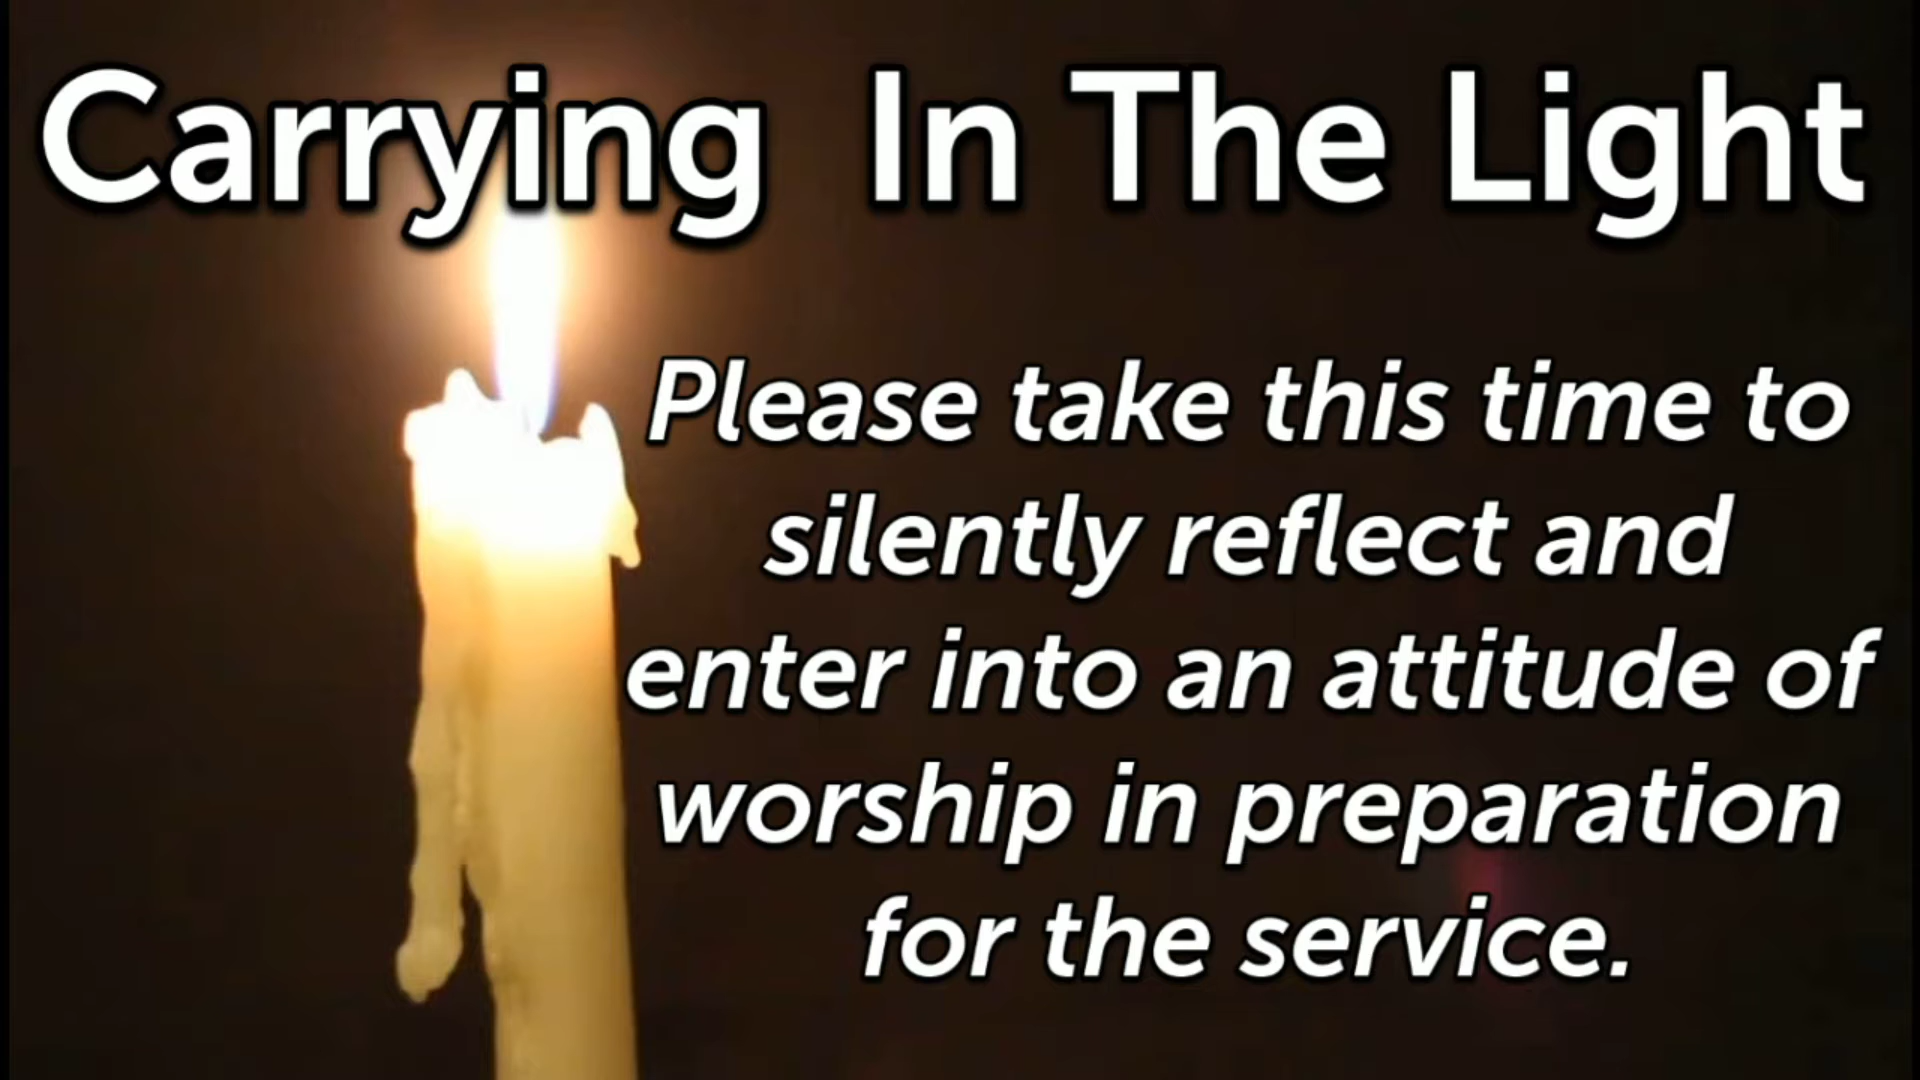 Carrying In The Light
Please take this time to
silently reflect and
enter into an attitude of
worship in preparation
for the service.